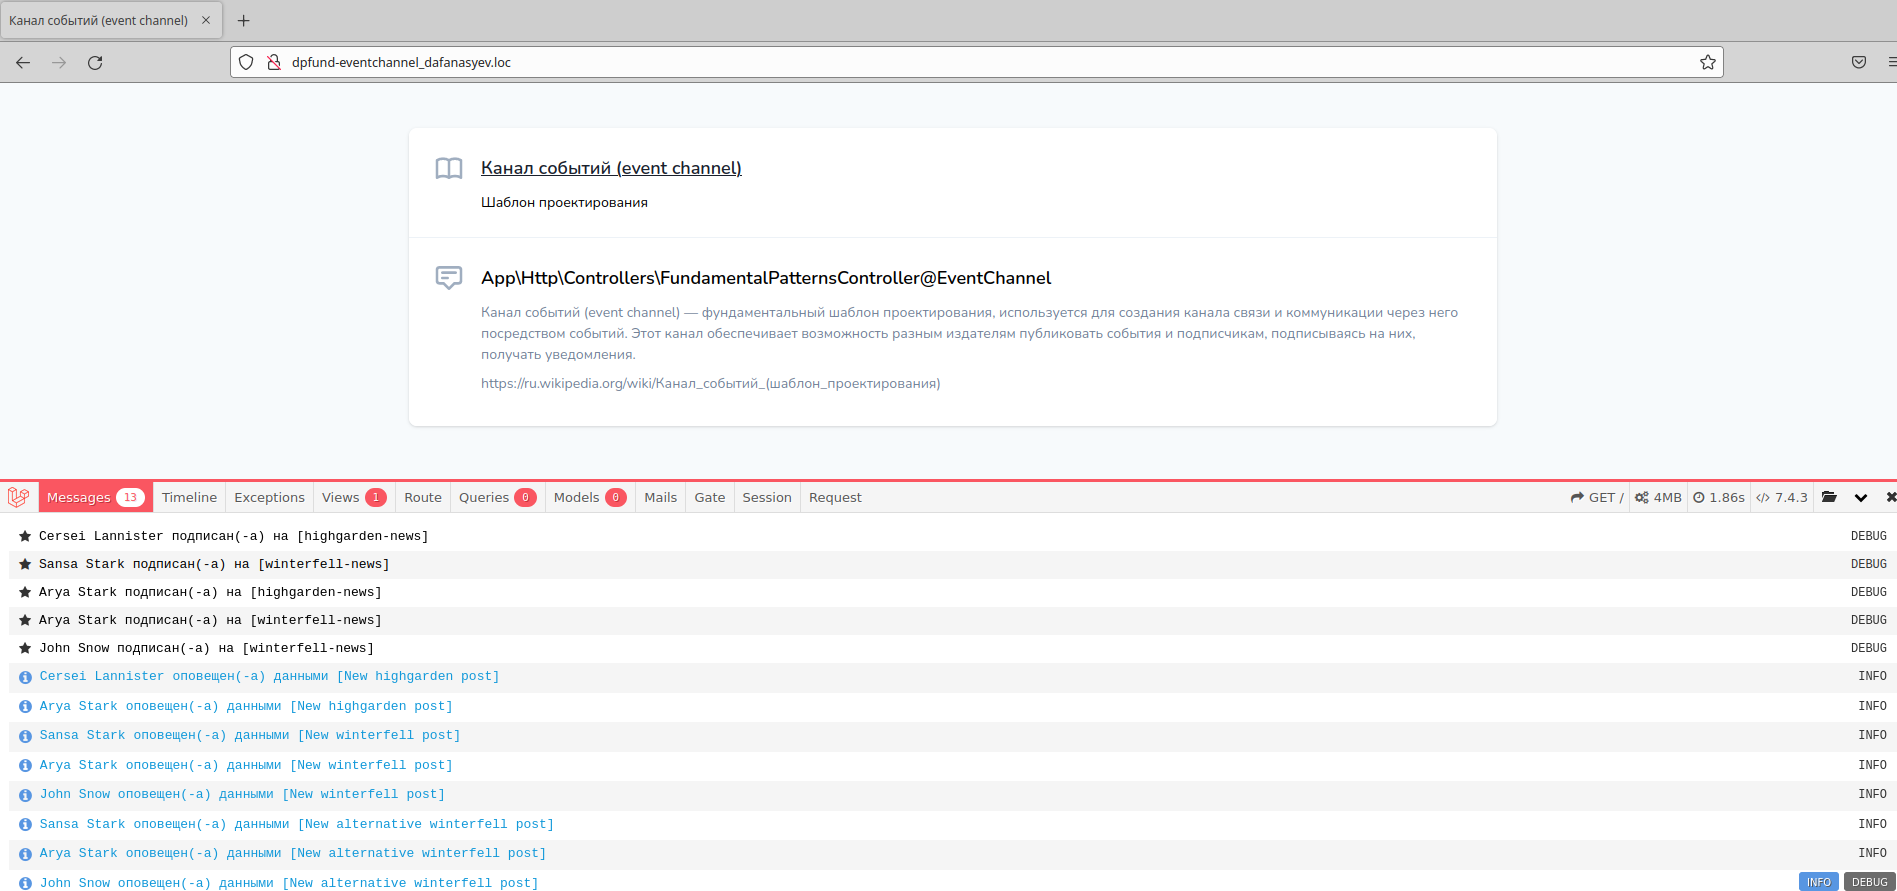 Канал событий (event channel)
dpfund-eventchannel_dafanasyev.loc
Канал событий (event channel)
Шаблон проектирования
App\Http\Controllers\FundamentalPatternsController@EventChannel
Канал событий (event channel) — фундаментальный шаблон проектирования, используется для создания канала связи и коммуникации через него
посредством событий. Этот канал обеспечивает возможность разным издателям публиковать события и подписчикам, подписываясь на них,
получать уведомления.
https://ru.wikipedia.org/wiki/Канал_событий_(шаблон_проектирования)
Messages 13 Timeline Exceptions Views 1 Route Queries 0 Models 0 Mails Gate Session Request GET / 4MB 1.86s 7.4.3
Cersei Lannister подписан(-а) на [highgarden-news] DEBUG
Sansa Stark подписан(-а) на [winterfell-news] DEBUG
Arya Stark подписан(-а) на [highgarden-news] DEBUG
Arya Stark подписан(-а) на [winterfell-news] DEBUG
John Snow подписан(-а) на [winterfell-news] DEBUG
Cersei Lannister оповещен(-а) данными [New highgarden post] INFO
Arya Stark оповещен(-а) данными [New highgarden post] INFO
Sansa Stark оповещен(-а) данными [New winterfell post] INFO
Arya Stark оповещен(-а) данными [New winterfell post] INFO
John Snow оповещен(-а) данными [New winterfell post] INFO
Sansa Stark оповещен(-а) данными [New alternative winterfell post] INFO
Arya Stark оповещен(-а) данными [New alternative winterfell post] INFO
John Snow оповещен(-а) данными [New alternative winterfell post] INFO DEBUG